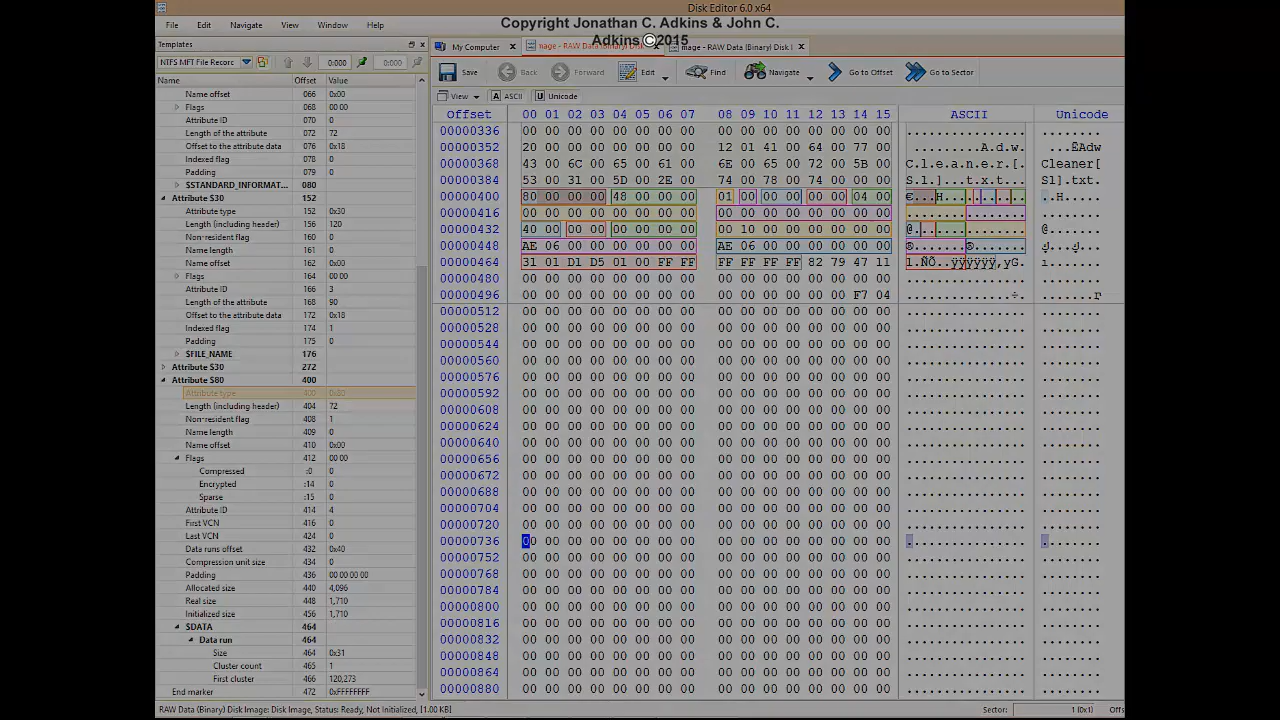 Disk Editor 6.0 x64
Copyright Jonathan C. Adkins & John C.
Adkins ©2015
File Edit Navigate View Window Help
Templates
My Computer
nage - RAW Data (Binary) Disk
mage - RAW Data (Binary) Disk I
NTFS MFT File Recorc
0:000
0:000
Save Back Forward Edit Find Navigate Go to Offset Go to Sector
View ASCII Unicode
Name Offset Value
Name offset 066 0x00
Flags 068 00 00
Attribute ID 070 0
Length of the attribute 072 72
Offset to the attribute data 076 0x18
Indexed flag 078 0
Padding 079 0
$STANDARD_INFORMAT... 080
Attribute $30 152
Attribute type 152 0x30
Length (including header) 156 120
Non-resident flag 160 0
Name length 161 0
Name offset 162 0x00
Flags 164 00 00
Attribute ID 166 3
Length of the attribute 168 90
Offset to the attribute data 172 0x18
Indexed flag 174 1
Padding 175 0
$FILE_NAME 176
Attribute $30 272
Attribute $80 400
Attribute type 400 0x80
Length (including header) 404 72
Non-resident flag 408 1
Name length 409 0
Name offset 410 0x00
Flags 412 00 00
Compressed :0 0
Encrypted :14 0
Sparse :15 0
Attribute ID 414 4
First VCN 416 0
Last VCN 424 0
Data runs offset 432 0x40
Compression unit size 434 0
Padding 436 00 00 00 00
Allocated size 440 4,096
Real size 448 1,710
Initialized size 456 1,710
$DATA 464
Data run 464
Size 464 0x31
Cluster count 465 1
First cluster 466 120,273
End marker 472 0xFFFFFFFF
Offset 00 01 02 03 04 05 06 07 08 09 10 11 12 13 14 15 ASCII Unicode
00000336 00 00 00 00 00 00 00 00 00 00 00 00 00 00 00 00 ................ ........
00000352 20 00 00 00 00 00 00 00 12 01 41 00 64 00 77 00 .........A.d.w. ....ÈAdw
00000368 43 00 6C 00 65 00 61 00 6E 00 65 00 72 00 5B 00 C.l.e.a.n.e.r.[. Cleaner[
00000384 53 00 31 00 5D 00 2E 00 74 00 78 00 74 00 00 00 S.1.]...t.x.t... S1].txt.
00000400 80 00 00 00 48 00 00 00 01 00 00 00 00 00 04 00 €...H........... ..H.....
00000416 00 00 00 00 00 00 00 00 00 00 00 00 00 00 00 00 ................ ........
00000432 40 00 00 00 00 00 00 00 00 10 00 00 00 00 00 00 @............... @.......
00000448 AE 06 00 00 00 00 00 00 AE 06 00 00 00 00 00 00 ®.......®.......
00000464 31 01 D1 D5 01 00 FF FF FF FF FF FF 82 79 47 11 1.ÑÕ..ÿÿÿÿÿÿ‚yG.
00000480 00 00 00 00 00 00 00 00 00 00 00 00 00 00 00 00 ................ ........
00000496 00 00 00 00 00 00 00 00 00 00 00 00 00 00 F7 04 ..............÷. .......
00000512 00 00 00 00 00 00 00 00 00 00 00 00 00 00 00 00 ................ ........
00000528 00 00 00 00 00 00 00 00 00 00 00 00 00 00 00 00 ................ ........
00000544 00 00 00 00 00 00 00 00 00 00 00 00 00 00 00 00 ................ ........
00000560 00 00 00 00 00 00 00 00 00 00 00 00 00 00 00 00 ................ ........
00000576 00 00 00 00 00 00 00 00 00 00 00 00 00 00 00 00 ................ ........
00000592 00 00 00 00 00 00 00 00 00 00 00 00 00 00 00 00 ................ ........
00000608 00 00 00 00 00 00 00 00 00 00 00 00 00 00 00 00 ................ ........
00000624 00 00 00 00 00 00 00 00 00 00 00 00 00 00 00 00 ................ ........
00000640 00 00 00 00 00 00 00 00 00 00 00 00 00 00 00 00 ................ ........
00000656 00 00 00 00 00 00 00 00 00 00 00 00 00 00 00 00 ................ ........
00000672 00 00 00 00 00 00 00 00 00 00 00 00 00 00 00 00 ................ ........
00000688 00 00 00 00 00 00 00 00 00 00 00 00 00 00 00 00 ................ ........
00000704 00 00 00 00 00 00 00 00 00 00 00 00 00 00 00 00 ................ ........
00000720 00 00 00 00 00 00 00 00 00 00 00 00 00 00 00 00 ................ ........
00000736 00 00 00 00 00 00 00 00 00 00 00 00 00 00 00 00 ................ ........
00000752 00 00 00 00 00 00 00 00 00 00 00 00 00 00 00 00 ................ ........
00000768 00 00 00 00 00 00 00 00 00 00 00 00 00 00 00 00 ................ ........
00000784 00 00 00 00 00 00 00 00 00 00 00 00 00 00 00 00 ................ ........
00000800 00 00 00 00 00 00 00 00 00 00 00 00 00 00 00 00 ................ ........
00000816 00 00 00 00 00 00 00 00 00 00 00 00 00 00 00 00 ................ ........
00000832 00 00 00 00 00 00 00 00 00 00 00 00 00 00 00 00 ................ ........
00000848 00 00 00 00 00 00 00 00 00 00 00 00 00 00 00 00 ................ ........
00000864 00 00 00 00 00 00 00 00 00 00 00 00 00 00 00 00 ................ ........
00000880 00 00 00 00 00 00 00 00 00 00 00 00 00 00 00 00 ................ ........
RAW Data (Binary) Disk Image: Disk Image, Status: Ready, Not Initialized, [1.00 KB] Sector: 1 (0x1) Offs